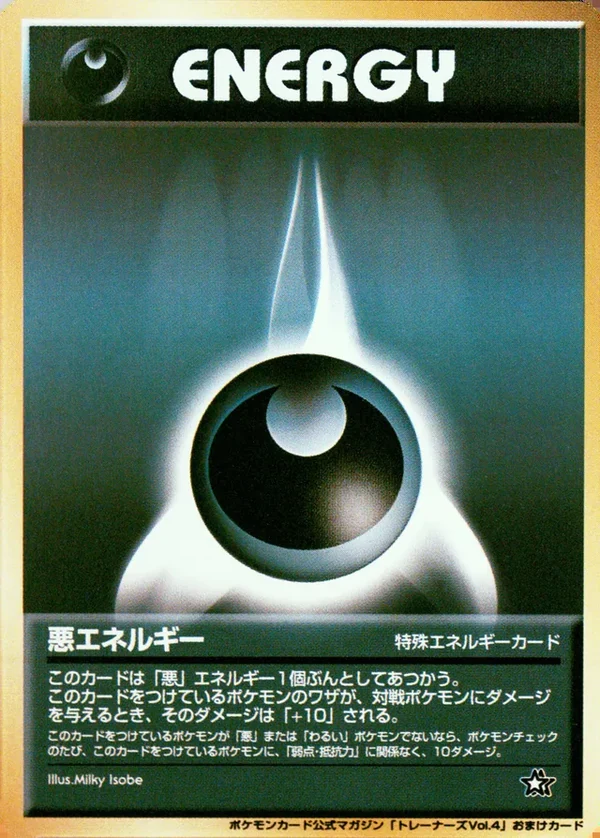 ENERGY
悪エネルギー
特殊エネルギーカード
このカードは「悪」エネルギー1個ぶんとしてあつかう。
このカードをつけているポケモンのワザが、対戦ポケモンにダメージ
を与えるとき、そのダメージは「+10」される。
このカードをつけているポケモンが「悪」または「わるい」ポケモンでないなら、ポケモンチェック
のたび、このカードをつけているポケモンに、「弱点・抵抗力」に関係なく、10ダメージ。
Illus.Milky Isobe
ポケモンカード公式マガジン「トレーナーズVol.4」おまけカード